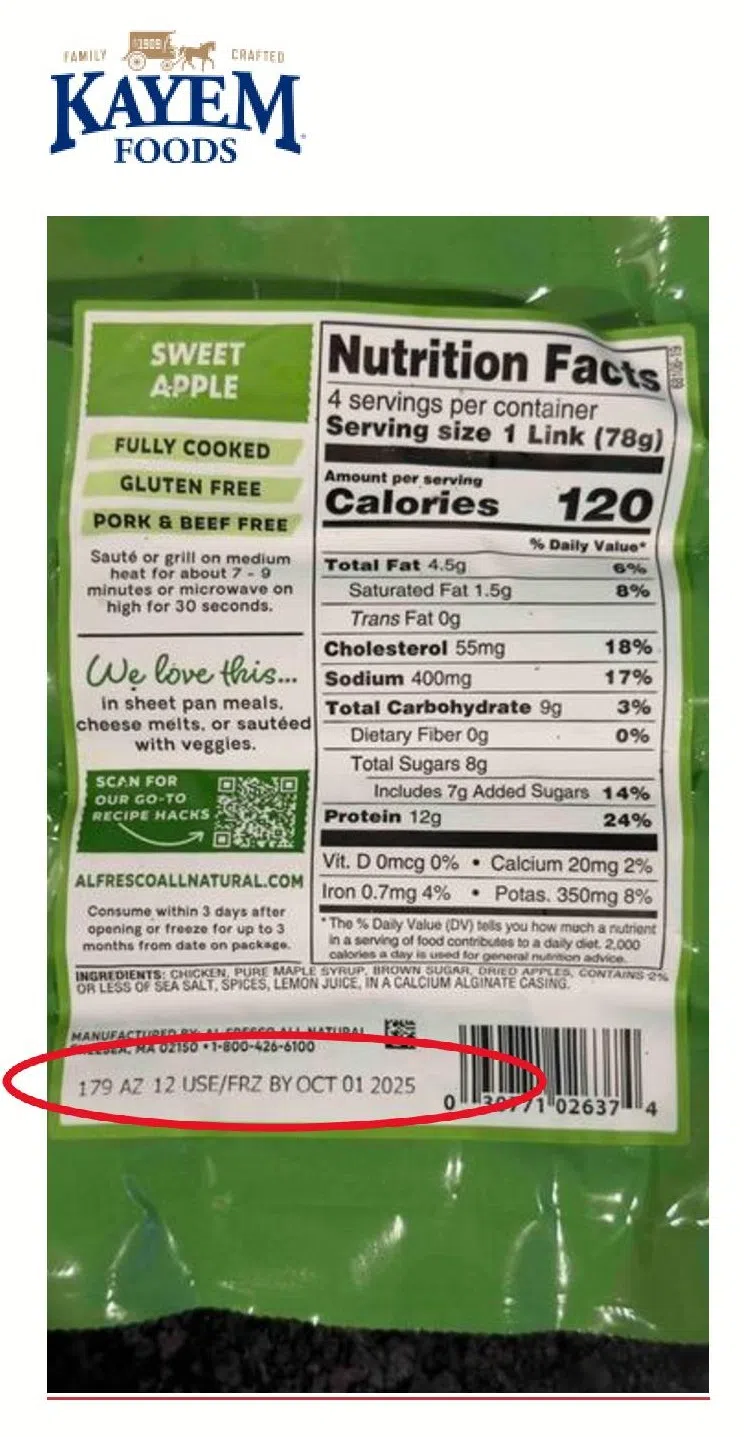 FAMILY 1909 CRAFTED
KAYEM
FOODS
SWEET
APPLE
FULLY COOKED
GLUTEN FREE
PORK & BEEF FREE
Sauté or grill on medium
heat for about 7 - 9
minutes or microwave on
high for 30 seconds.
We love this...
in sheet pan meals,
cheese melts, or sautéed
with veggies.
SCAN FOR
OUR GO-TO
RECIPE HACKS
ALFRESCOALLNATURAL.COM
Consume within 3 days after
opening or freeze for up to 3
months from date on package.
Nutrition Facts
4 servings per container
Serving size 1 Link (78g)
Amount per serving
Calories 120
% Daily Value*
Total Fat 4.5g 6%
Saturated Fat 1.5g 8%
Trans Fat 0g
Cholesterol 55mg 18%
Sodium 400mg 17%
Total Carbohydrate 9g 3%
Dietary Fiber 0g 0%
Total Sugars 8g
Includes 7g Added Sugars 14%
Protein 12g 24%
Vit. D 0mcg 0% • Calcium 20mg 2%
Iron 0.7mg 4% • Potas. 350mg 8%
*The % Daily Value (DV) tells you how much a nutrient
in a serving of food contributes to a daily diet. 2,000
calories a day is used for general nutrition advice.
INGREDIENTS: CHICKEN, PURE MAPLE SYRUP, BROWN SUGAR, DRIED APPLES, CONTAINS 2%
OR LESS OF SEA SALT, SPICES, LEMON JUICE, IN A CALCIUM ALGINATE CASING.
MANUFACTURED BY: AL FRESCO ALL NATURAL
CHELSEA, MA 02150 • 1-800-426-6100
179 AZ 12 USE/FRZ BY OCT 01 2025
0 30771 02637 4